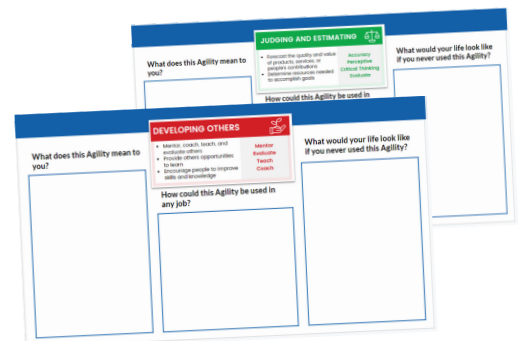 JUDGING AND ESTIMATING
• Forecast the quality and value
of products, services, or
people's contributions
• Determine resources needed
to accomplish goals
Accuracy
Perceptive
Critical Thinking
Evaluate
What does this Agility mean to
you?
How could this Agility be used in
What would your life look like
if you never used this Agility?
DEVELOPING OTHERS
• Mentor, coach, teach, and
evaluate others
• Provide others opportunities
to learn
• Encourage people to improve
skills and knowledge
Mentor
Evaluate
Teach
Coach
What does this Agility mean to
you?
How could this Agility be used in
any job?
What would your life look like
if you never used this Agility?